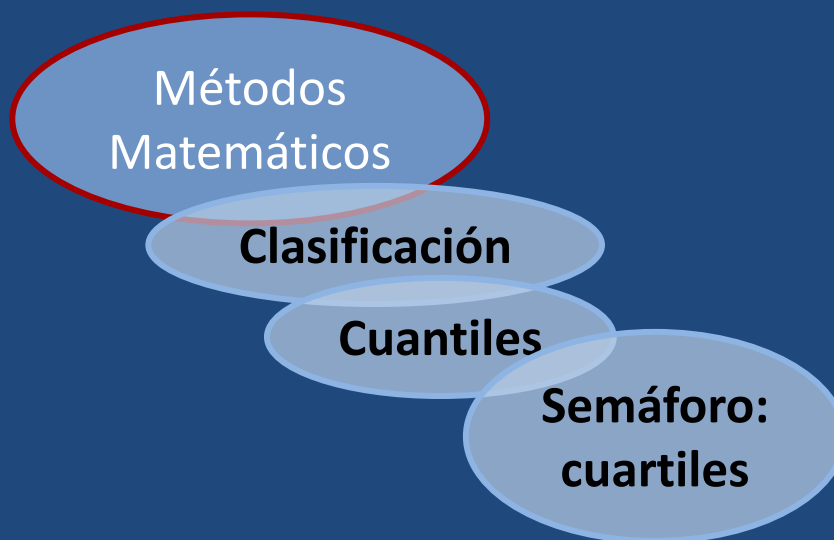 Métodos
Matemáticos
Clasificación
Cuantiles
Semáforo:
cuartiles